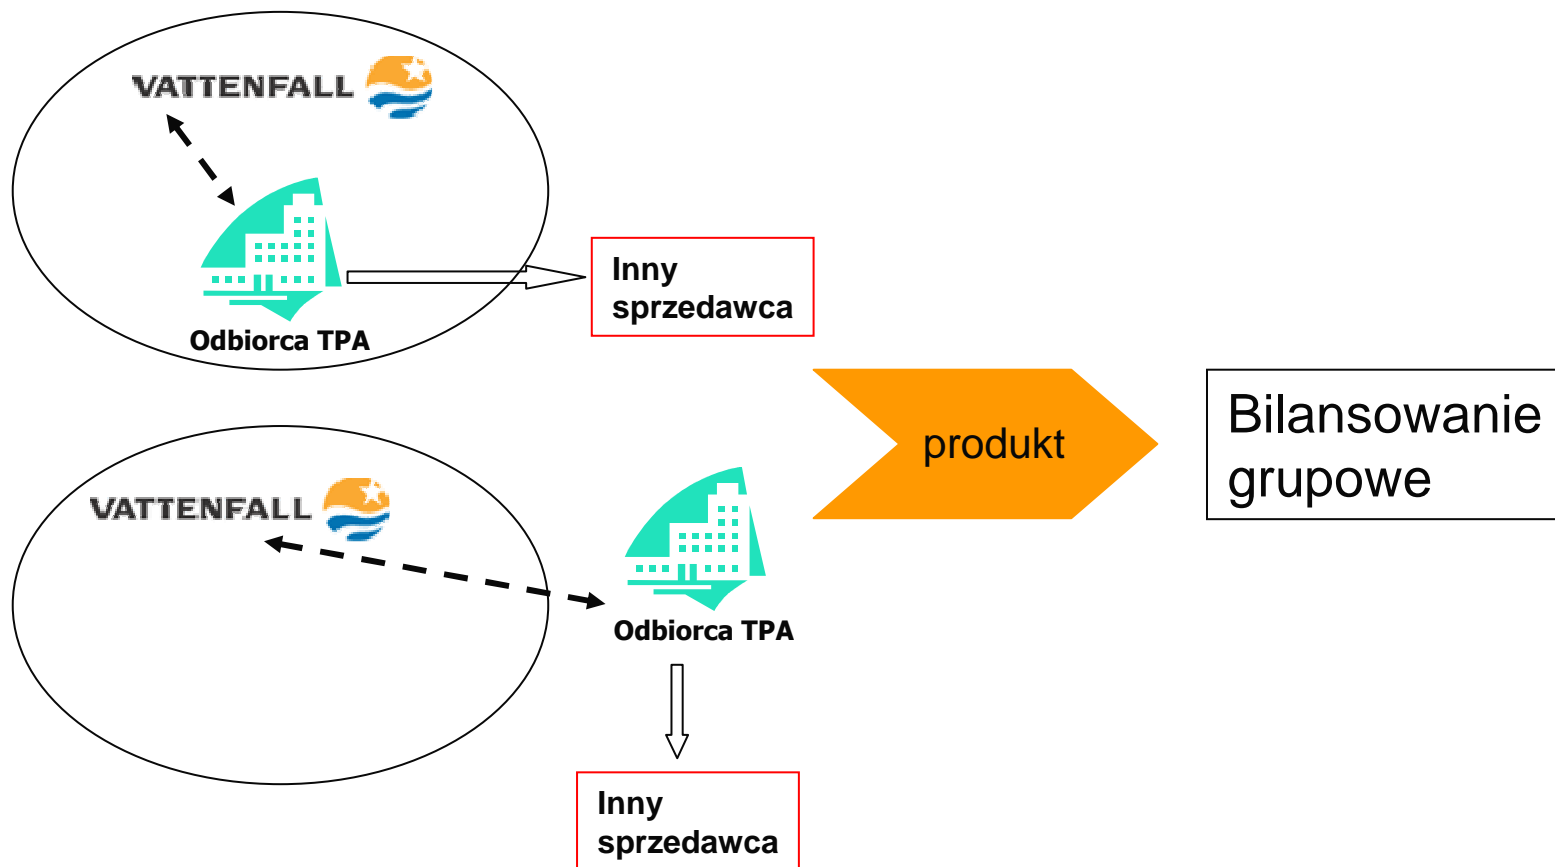 VATTENFALL
Odbiorca TPA
Inny
sprzedawca
produkt
Bilansowanie
grupowe
VATTENFALL
Odbiorca TPA
Inny
sprzedawca